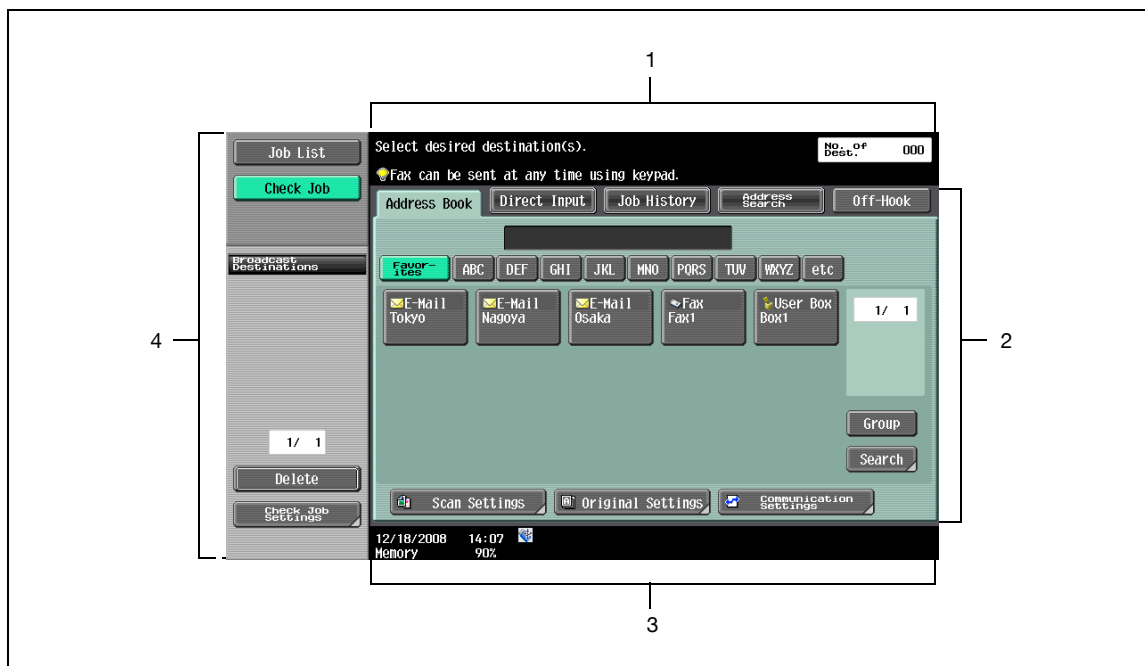 1
Job List
Check Job
Select desired destination(s).
No. of Dest. 000
Fax can be sent at any time using keypad.
Address Book Direct Input Job History Address Search Off-Hook
Broadcast Destinations
Favor-ites ABC DEF GHI JKL MNO PQRS TUV WXYZ etc
E-Mail Tokyo
E-Mail Nagoya
E-Mail Osaka
Fax Fax1
User Box Box1
1/ 1
4
2
Group
Search
1/ 1
Delete
Check Job Settings
Scan Settings Original Settings Communication Settings
12/18/2008 14:07
Memory 90%
3